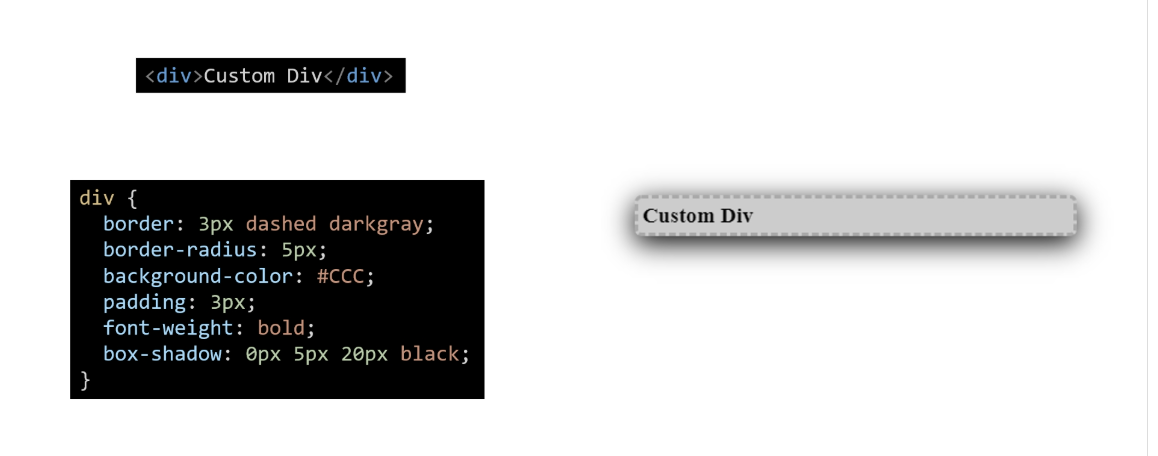 <div>Custom Div</div>
div {
  border: 3px dashed darkgray;
  border-radius: 5px;
  background-color: #CCC;
  padding: 3px;
  font-weight: bold;
  box-shadow: 0px 5px 20px black;
}
Custom Div